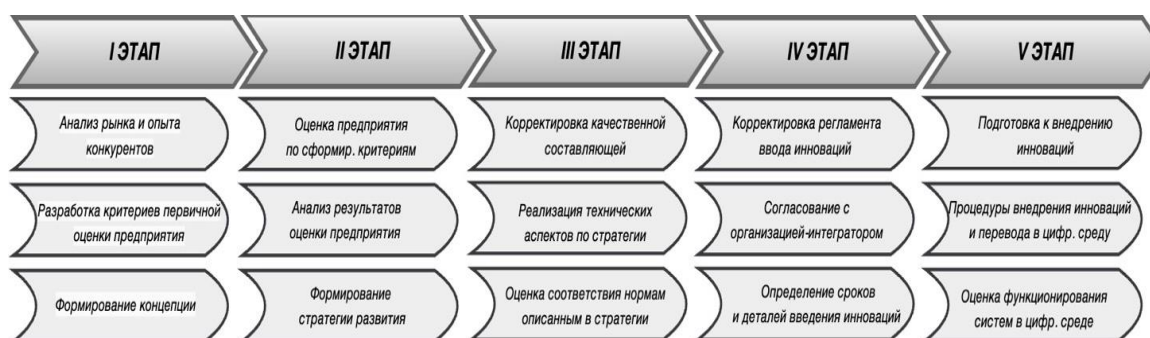 I ЭТАП
II ЭТАП
III ЭТАП
IV ЭТАП
V ЭТАП
Анализ рынка и опыта
конкурентов
Оценка предприятия
по сформир. критериям
Корректировка качественной
составляющей
Корректировка регламента
ввода инноваций
Подготовка к внедрению
инноваций
Разработка критериев первичной
оценки предприятия
Анализ результатов
оценки предприятия
Реализация технических
аспектов по стратегии
Согласование с
организацией-интегратором
Процедуры внедрения инноваций
и перевода в цифр. среду
Формирование концепции
Формирование
стратегии развития
Оценка соответствия нормам
описанным в стратегии
Определение сроков
и деталей введения инноваций
Оценка функционирования
систем в цифр. среде